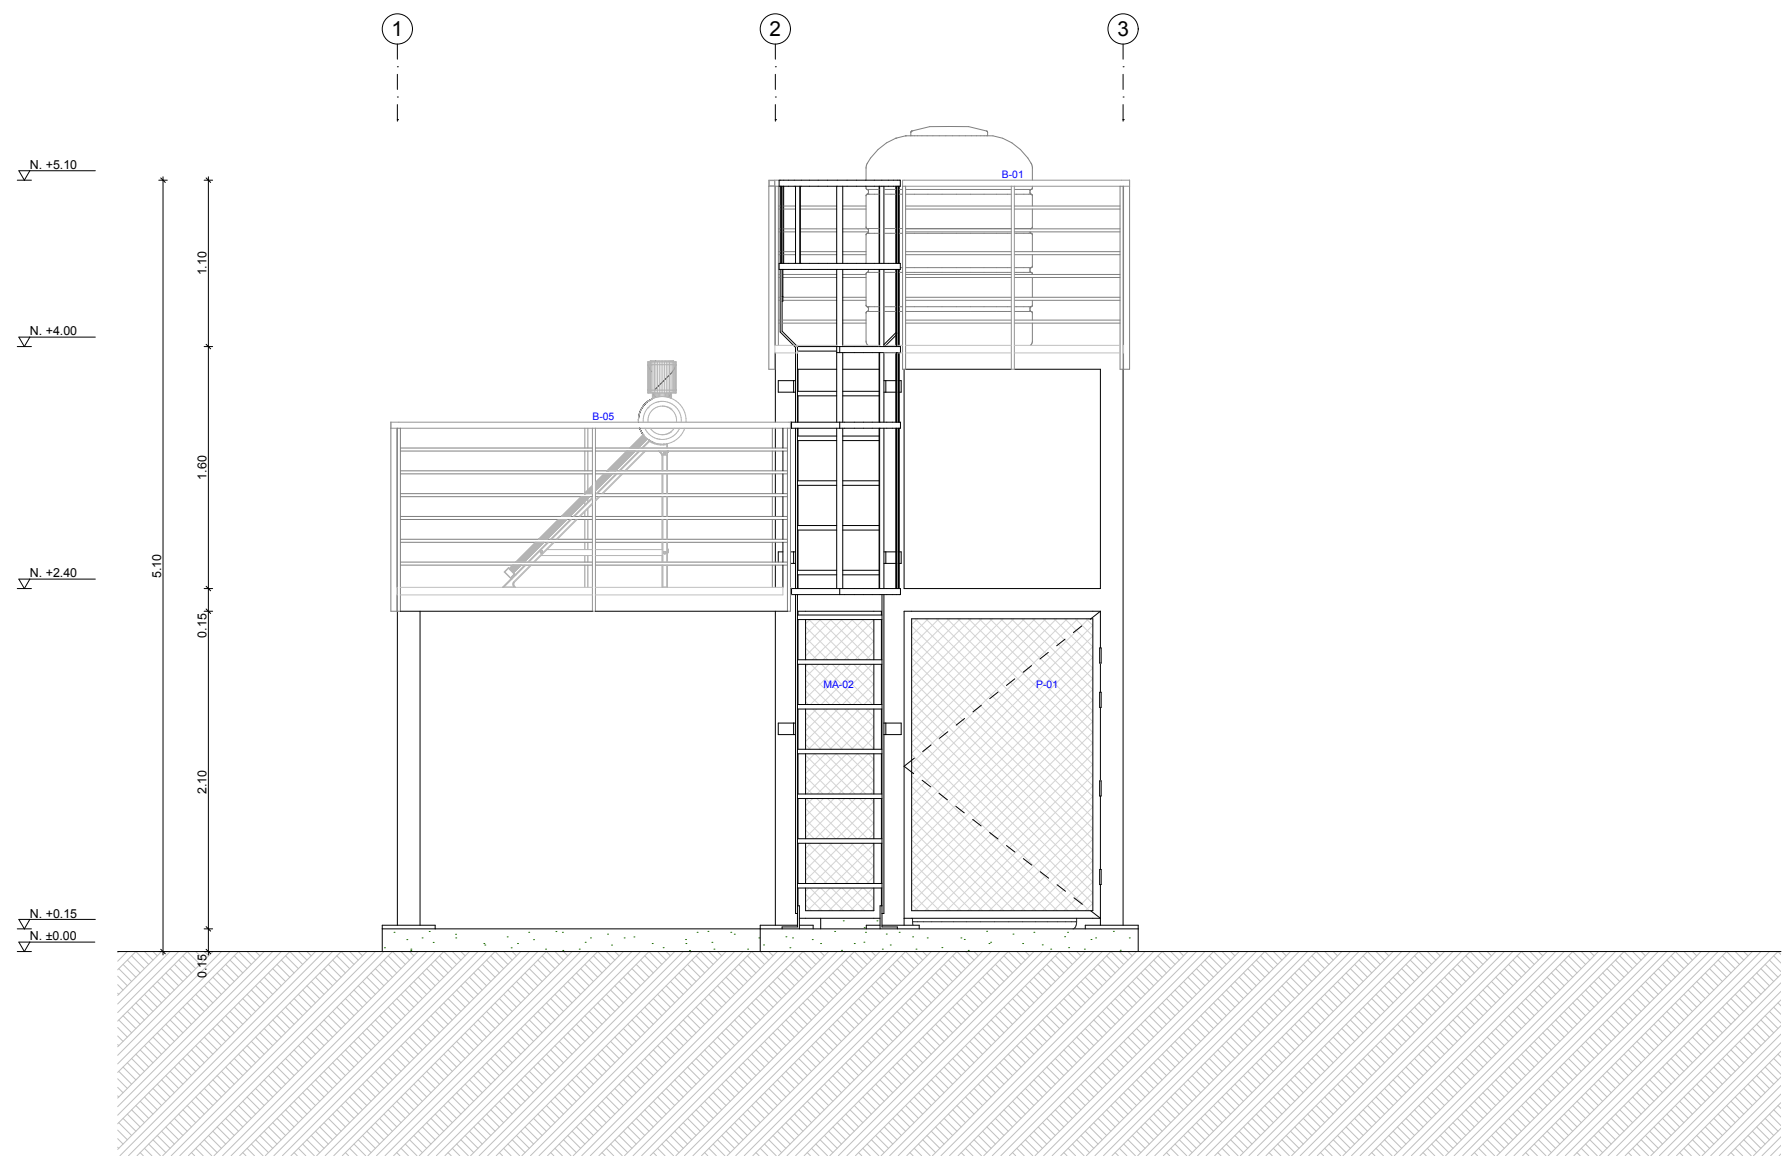 1
2
3
N. +5.10
B-01
1.10
N. +4.00
B-05
1.60
5.10
N. +2.40
0.15
MA-02
P-01
2.10
N. +0.15
N. ±0.00
0.15